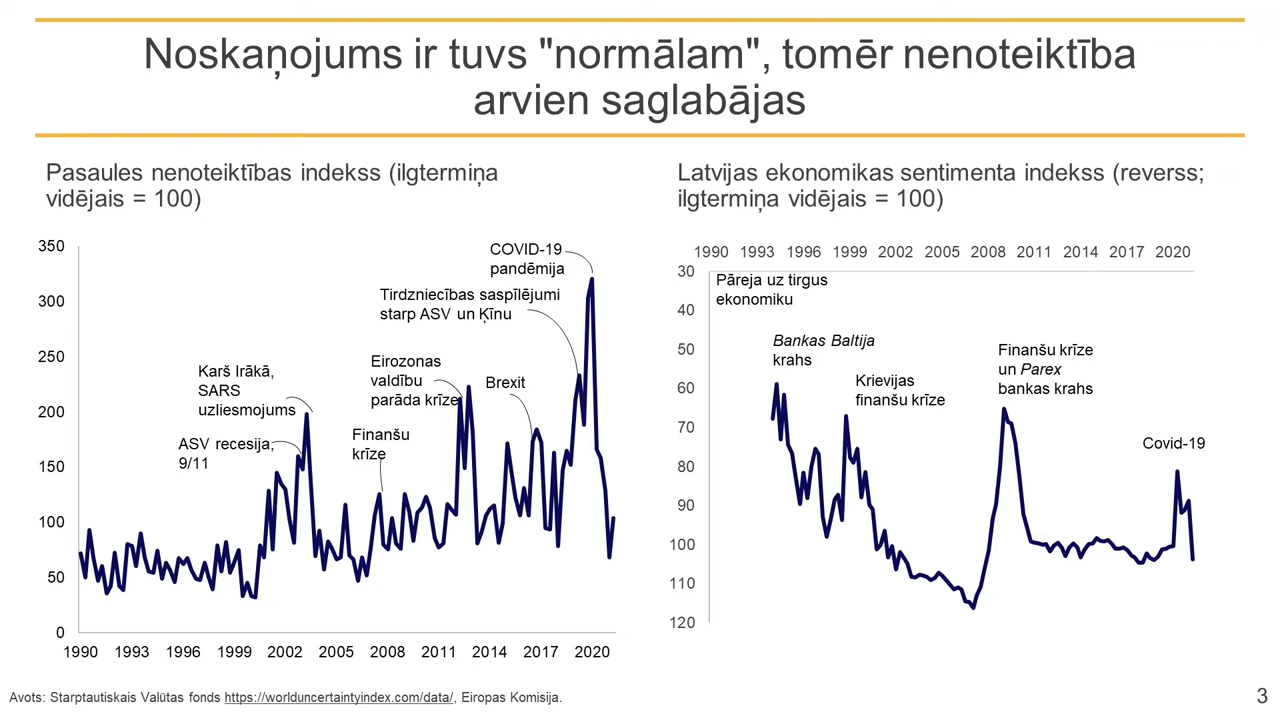 Noskaņojums ir tuvs "normālam", tomēr nenoteiktība
arvien saglabājas
Pasaules nenoteiktības indekss (ilgtermiņa
vidējais = 100)
350
300
250
200
150
100
50
0
1990 1993 1996 1999 2002 2005 2008 2011 2014 2017 2020
COVID-19
pandēmija
Tirdzniecības saspīlējumi
starp ASV un Ķīnu
Eirozonas
valdību
parāda krīze
Brexit
Karš Irākā,
SARS
uzliesmojums
ASV recesija,
9/11
Finanšu
krīze
Latvijas ekonomikas sentimenta indekss (reverss;
ilgtermiņa vidējais = 100)
1990 1993 1996 1999 2002 2005 2008 2011 2014 2017 2020
30
40
50
60
70
80
90
100
110
120
Pāreja uz tirgus
ekonomiku
Bankas Baltija
krahs
Krievijas
finanšu krīze
Finanšu krīze
un Parex
bankas krahs
Covid-19
Avots: Starptautiskais Valūtas fonds https://worlduncertaintyindex.com/data/, Eiropas Komisija.
3